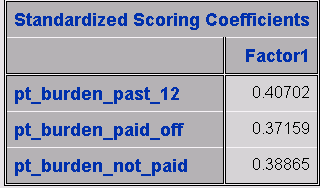 Standardized Scoring Coefficients
Factor1
pt_burden_past_12 0.40702
pt_burden_paid_off 0.37159
pt_burden_not_paid 0.38865